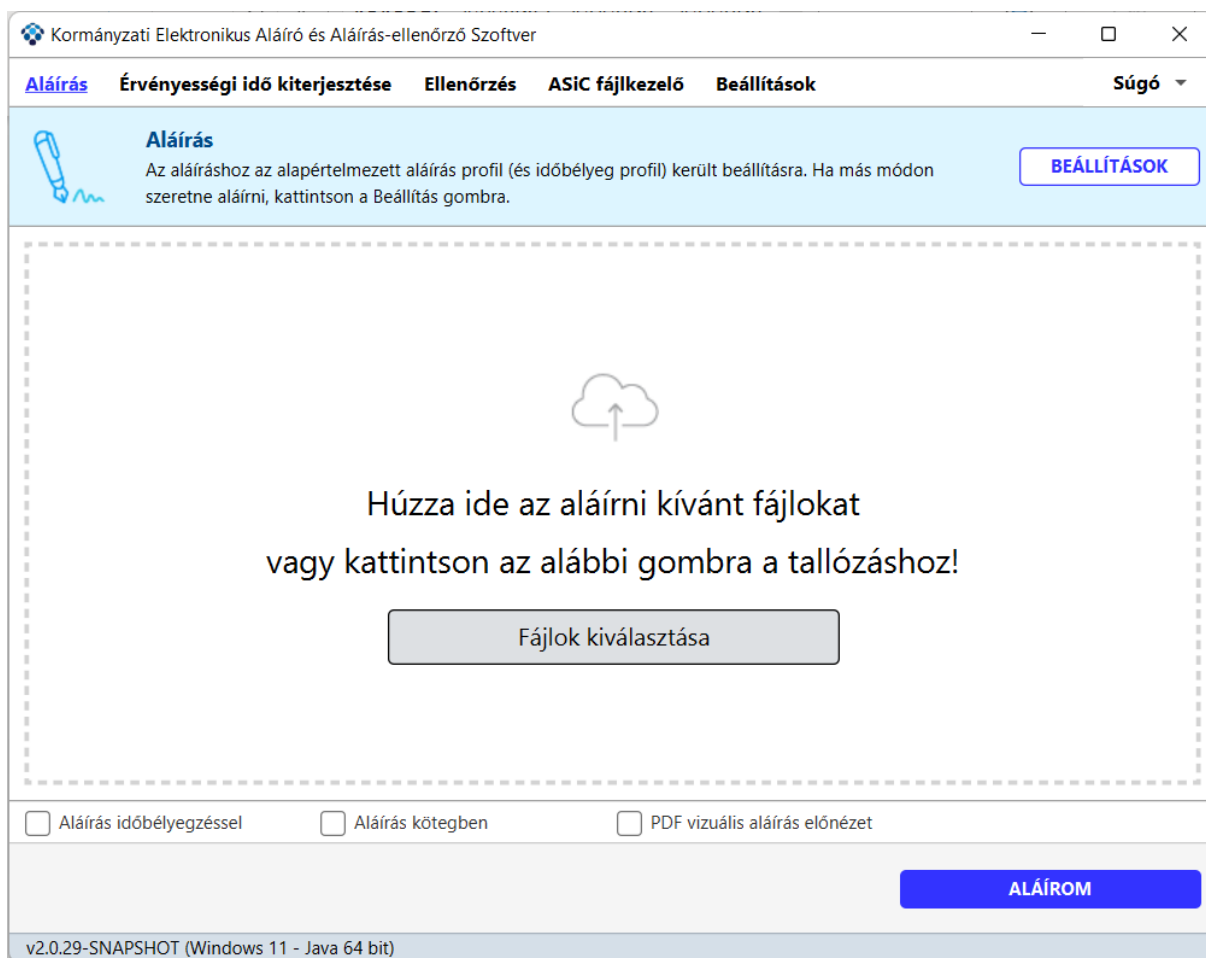 Kormányzati Elektronikus Aláíró és Aláírás-ellenőrző Szoftver
Aláírás Érvényességi idő kiterjesztése Ellenőrzés ASiC fájlkezelő Beállítások Súgó
Aláírás
Az aláíráshoz az alapértelmezett aláírás profil (és időbélyeg profil) került beállításra. Ha más módon
szeretne aláírni, kattintson a Beállítás gombra.
BEÁLLÍTÁSOK
Húzza ide az aláírni kívánt fájlokat
vagy kattintson az alábbi gombra a tallózáshoz!
Fájlok kiválasztása
Aláírás időbélyegzéssel Aláírás kötegben PDF vizuális aláírás előnézet
ALÁÍROM
v2.0.29-SNAPSHOT (Windows 11 - Java 64 bit)